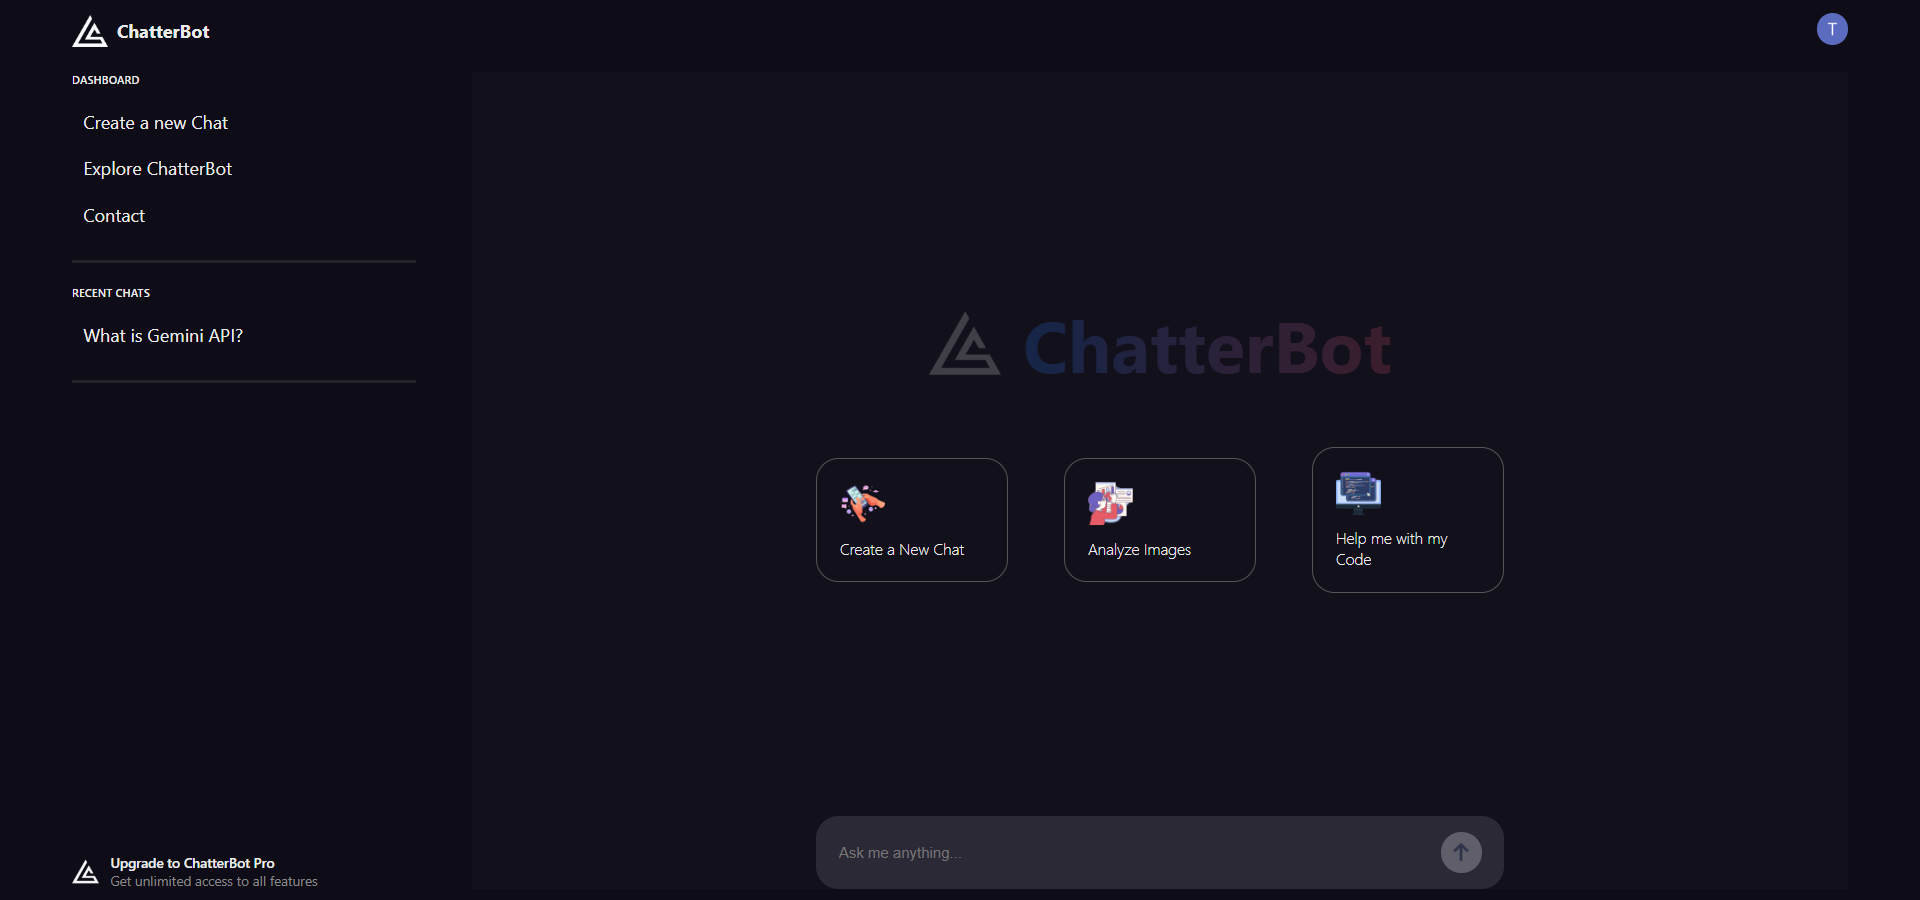 ChatterBot
T
DASHBOARD
Create a new Chat
Explore ChatterBot
Contact
RECENT CHATS
What is Gemini API?
Upgrade to ChatterBot Pro
Get unlimited access to all features
ChatterBot
Create a New Chat
Analyze Images
Help me with my
Code
Ask me anything...